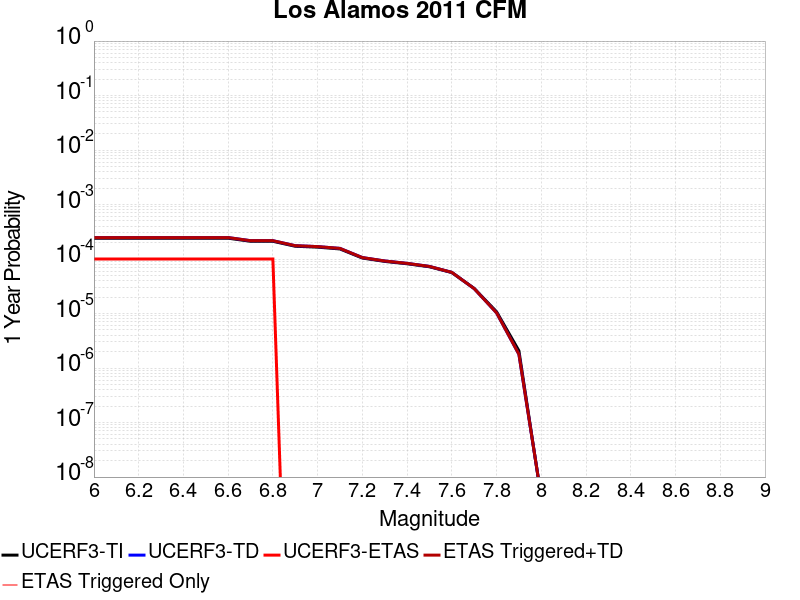 Los Alamos 2011 CFM
10^0
10^-1
10^-2
10^-3
10^-4
10^-5
10^-6
10^-7
10^-8
1 Year Probability
6 6.2 6.4 6.6 6.8 7 7.2 7.4 7.6 7.8 8 8.2 8.4 8.6 8.8 9
Magnitude
UCERF3-TI UCERF3-TD UCERF3-ETAS ETAS Triggered+TD
ETAS Triggered Only